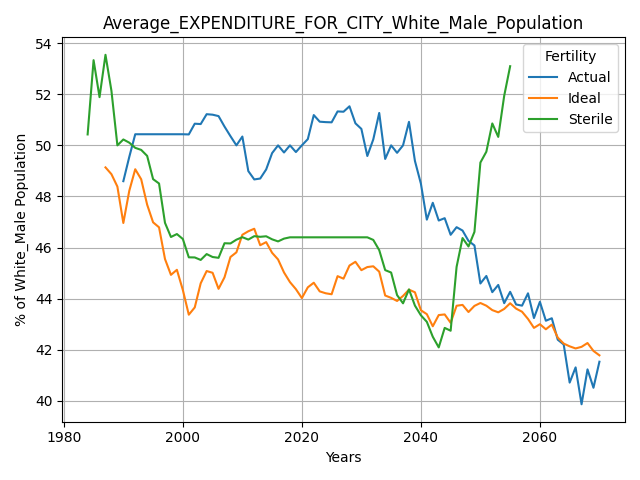 Average_EXPENDITURE_FOR_CITY_White_Male_Population
54
52
50
48
46
44
42
40
% of White_Male Population
Fertility
Actual
Ideal
Sterile
1980
2000
2020
2040
2060
Years